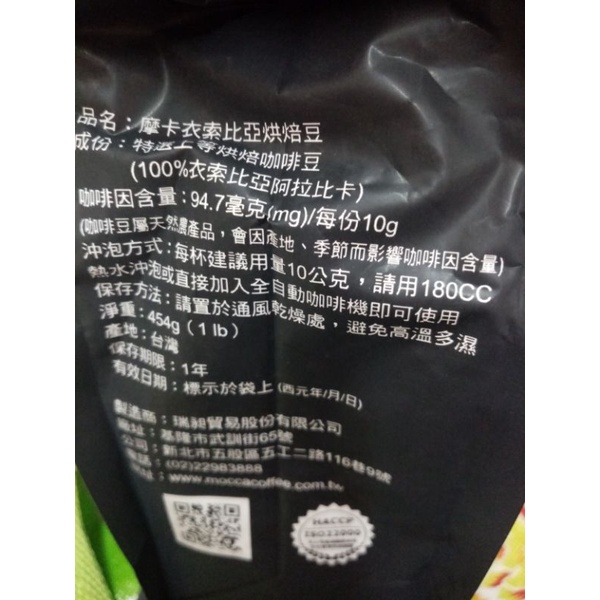 品名：摩卡衣索比亞烘焙豆
成份：特選上等烘焙咖啡豆
(100%衣索比亞阿拉比卡)
咖啡因含量：94.7毫克(mg)/每份10g
(咖啡豆屬天然農產品，會因產地、季節而影響咖啡因含量)
沖泡方式：每杯建議用量10公克，請用180CC
熱水沖泡或直接加入全自動咖啡機即可使用
保存方法：請置於通風乾燥處，避免高溫多濕
淨重：454g（1 lb）
產地：台灣
保存期限：1年
有效日期：標示於袋上(西元年/月/日)
製造商：瑞昶貿易股份有限公司
廠址：基隆市武訓街65號
公司：新北市五股區五工二路116巷9號
電話：(02)22983888
網址：www.moccacoffee.com.tw
HACCP
ISO22000